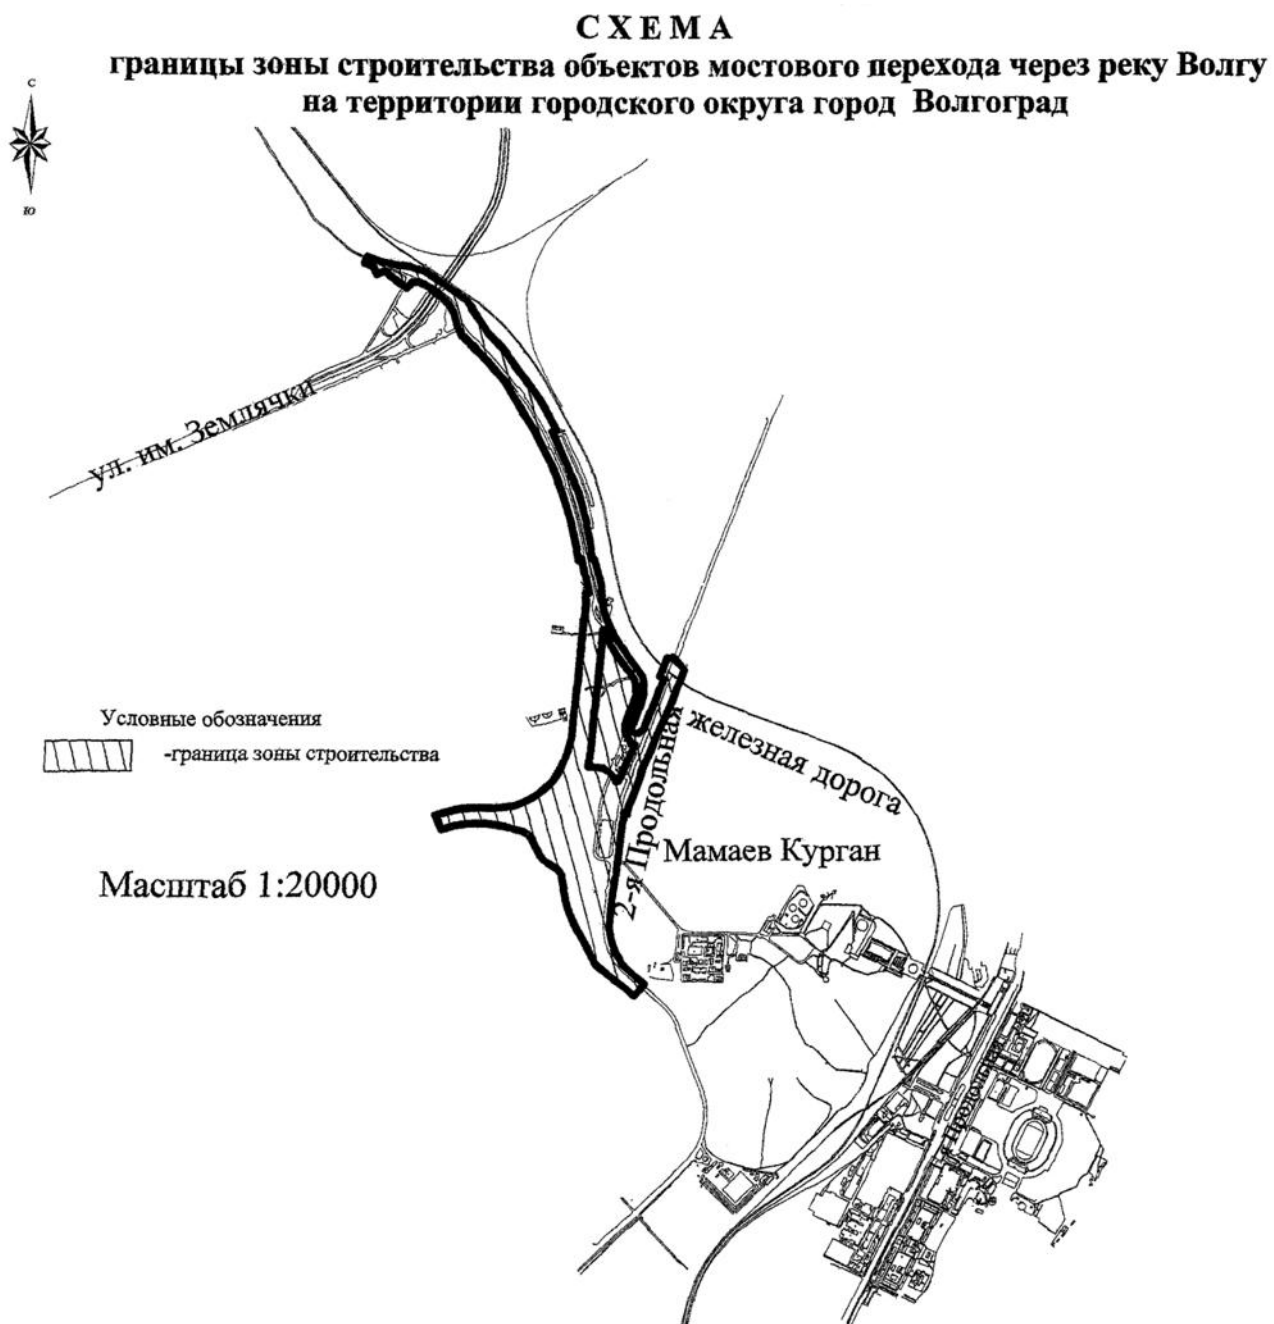 СХЕМА
границы зоны строительства объектов мостового перехода через реку Волгу
на территории городского округа город Волгоград
С
Ю
ул. им. Землячки
Условные обозначения
-граница зоны строительства
железная дорога
2-я Продольная
Мамаев Курган
Масштаб 1:20000
Продольная